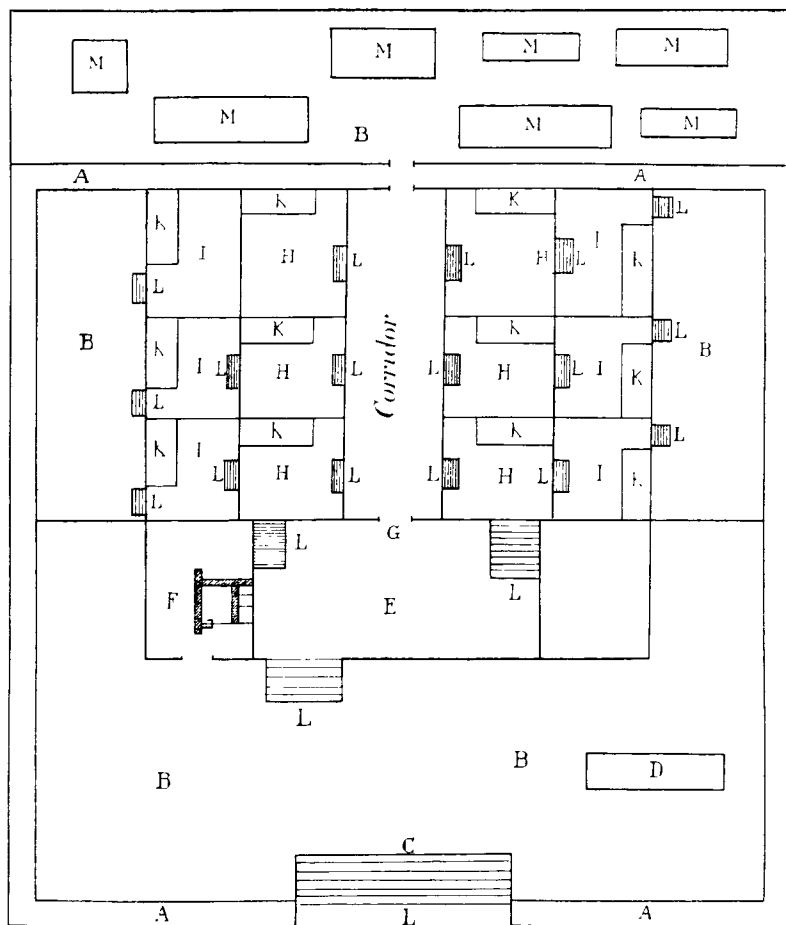 M M M M
M M M
B
A A
K K K L
L I H L L H L I K
L
Corridor
K K K L
B K I L H L L H L I K B
L
K K K L
K I L H L L H L I K
L
G
L
L
F E
L
B B D
C
A L A